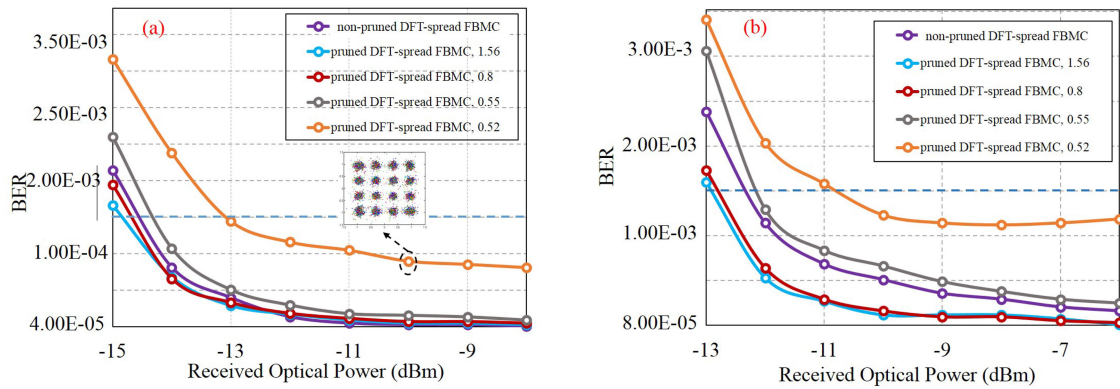 (a)
3.50E-03
2.50E-03
2.00E-03
1.00E-04
4.00E-05
BER
-15
-13
-11
-9
Received Optical Power (dBm)
non-pruned DFT-spread FBMC
pruned DFT-spread FBMC, 1.56
pruned DFT-spread FBMC, 0.8
pruned DFT-spread FBMC, 0.55
pruned DFT-spread FBMC, 0.52
(b)
3.00E-3
2.00E-3
1.00E-3
8.00E-05
BER
-13
-11
-9
-7
Received Optical Power (dBm)
non-pruned DFT-spread FBMC
pruned DFT-spread FBMC, 1.56
pruned DFT-spread FBMC, 0.8
pruned DFT-spread FBMC, 0.55
pruned DFT-spread FBMC, 0.52